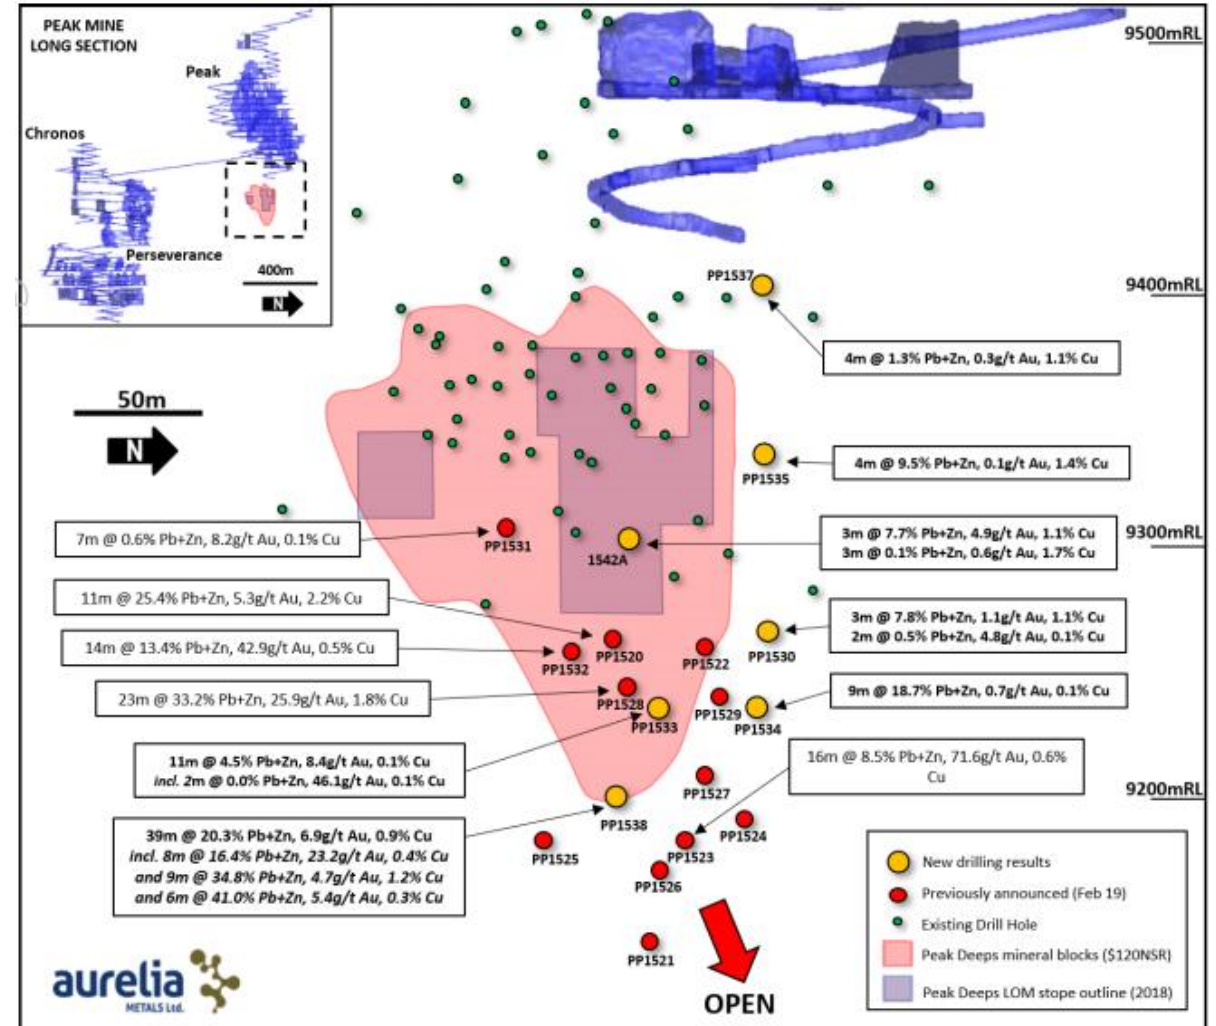 PEAK MINE
LONG SECTION
Peak
Chronos
Perseverance
400m
N
9500mRL
9400mRL
9300mRL
9200mRL
50m
N
PP1537
4m @ 1.3% Pb+Zn, 0.3g/t Au, 1.1% Cu
4m @ 9.5% Pb+Zn, 0.1g/t Au, 1.4% Cu
PP1535
7m @ 0.6% Pb+Zn, 8.2g/t Au, 0.1% Cu
PP1531
1542A
3m @ 7.7% Pb+Zn, 4.9g/t Au, 1.1% Cu
3m @ 0.1% Pb+Zn, 0.6g/t Au, 1.7% Cu
11m @ 25.4% Pb+Zn, 5.3g/t Au, 2.2% Cu
3m @ 7.8% Pb+Zn, 1.1g/t Au, 1.1% Cu
2m @ 0.5% Pb+Zn, 4.8g/t Au, 0.1% Cu
14m @ 13.4% Pb+Zn, 42.9g/t Au, 0.5% Cu
PP1532
PP1520
PP1522
PP1530
23m @ 33.2% Pb+Zn, 25.9g/t Au, 1.8% Cu
PP1528
PP1533
PP1529
PP1534
9m @ 18.7% Pb+Zn, 0.7g/t Au, 0.1% Cu
11m @ 4.5% Pb+Zn, 8.4g/t Au, 0.1% Cu
incl. 2m @ 0.0% Pb+Zn, 46.1g/t Au, 0.1% Cu
16m @ 8.5% Pb+Zn, 71.6g/t Au, 0.6%
Cu
PP1527
PP1538
PP1524
39m @ 20.3% Pb+Zn, 6.9g/t Au, 0.9% Cu
incl. 8m @ 16.4% Pb+Zn, 23.2g/t Au, 0.4% Cu
and 9m @ 34.8% Pb+Zn, 4.7g/t Au, 1.2% Cu
and 6m @ 41.0% Pb+Zn, 5.4g/t Au, 0.3% Cu
PP1525
PP1523
PP1526
PP1521
OPEN
New drilling results
Previously announced (Feb 19)
Existing Drill Hole
Peak Deeps mineral blocks ($120NSR)
Peak Deeps LOM stope outline (2018)
aurelia
METALS Ltd.